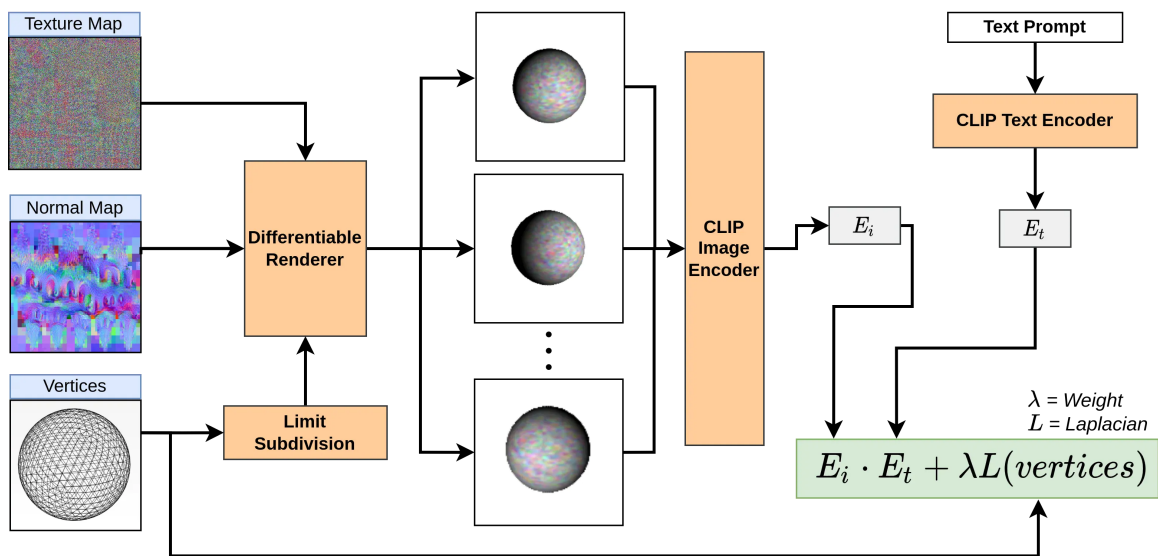 Texture Map
Normal Map
Vertices
Differentiable
Renderer
Limit
Subdivision
CLIP
Image
Encoder
Text Prompt
CLIP Text Encoder
E_i
E_t
λ = Weight
L = Laplacian
E_i · E_t + λL(vertices)